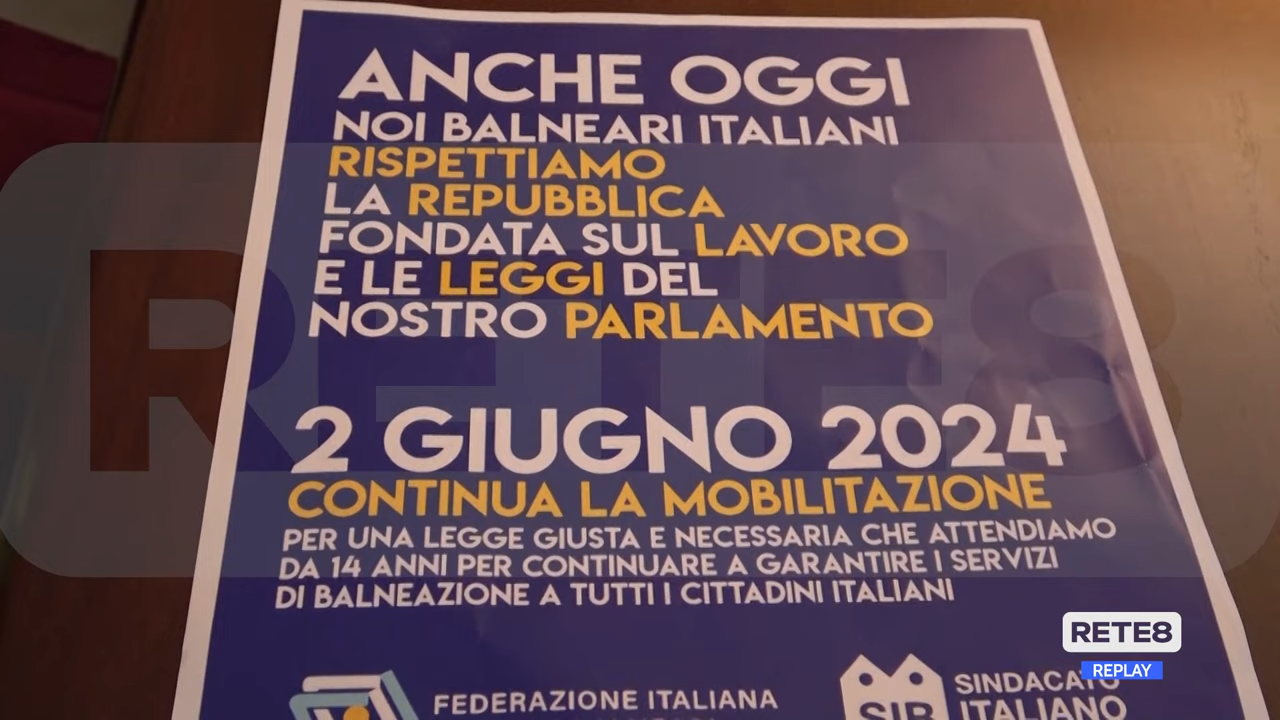 ANCHE OGGI
NOI BALNEARI ITALIANI
RISPETTIAMO
LA REPUBBLICA
FONDATA SUL LAVORO
E LE LEGGI DEL
NOSTRO PARLAMENTO
2 GIUGNO 2024
CONTINUA LA MOBILITAZIONE
PER UNA LEGGE GIUSTA E NECESSARIA CHE ATTENDIAMO
DA 14 ANNI PER CONTINUARE A GARANTIRE I SERVIZI
DI BALNEAZIONE A TUTTI I CITTADINI ITALIANI
FEDERAZIONE ITALIANA
SIB
SINDACATO
ITALIANO
RETE8
RETE8
REPLAY